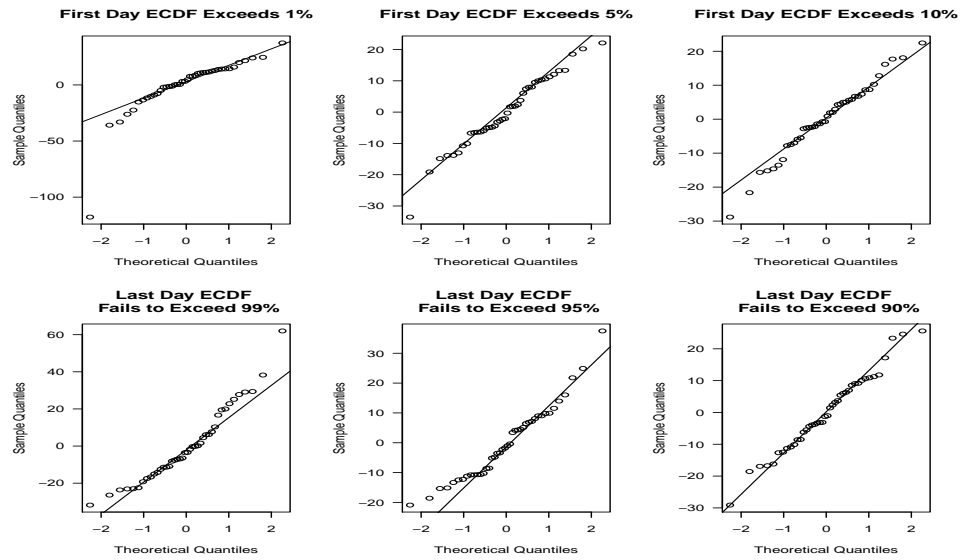 First Day ECDF Exceeds 1%
Sample Quantiles
0
−50
−100
−2 −1 0 1 2
Theoretical Quantiles
First Day ECDF Exceeds 5%
Sample Quantiles
20
10
0
−10
−20
−30
−2 −1 0 1 2
Theoretical Quantiles
First Day ECDF Exceeds 10%
Sample Quantiles
20
10
0
−10
−20
−30
−2 −1 0 1 2
Theoretical Quantiles
Last Day ECDF
Fails to Exceed 99%
Sample Quantiles
60
40
20
0
−20
−2 −1 0 1 2
Theoretical Quantiles
Last Day ECDF
Fails to Exceed 95%
Sample Quantiles
30
20
10
0
−10
−20
−2 −1 0 1 2
Theoretical Quantiles
Last Day ECDF
Fails to Exceed 90%
Sample Quantiles
20
10
0
−10
−20
−30
−2 −1 0 1 2
Theoretical Quantiles